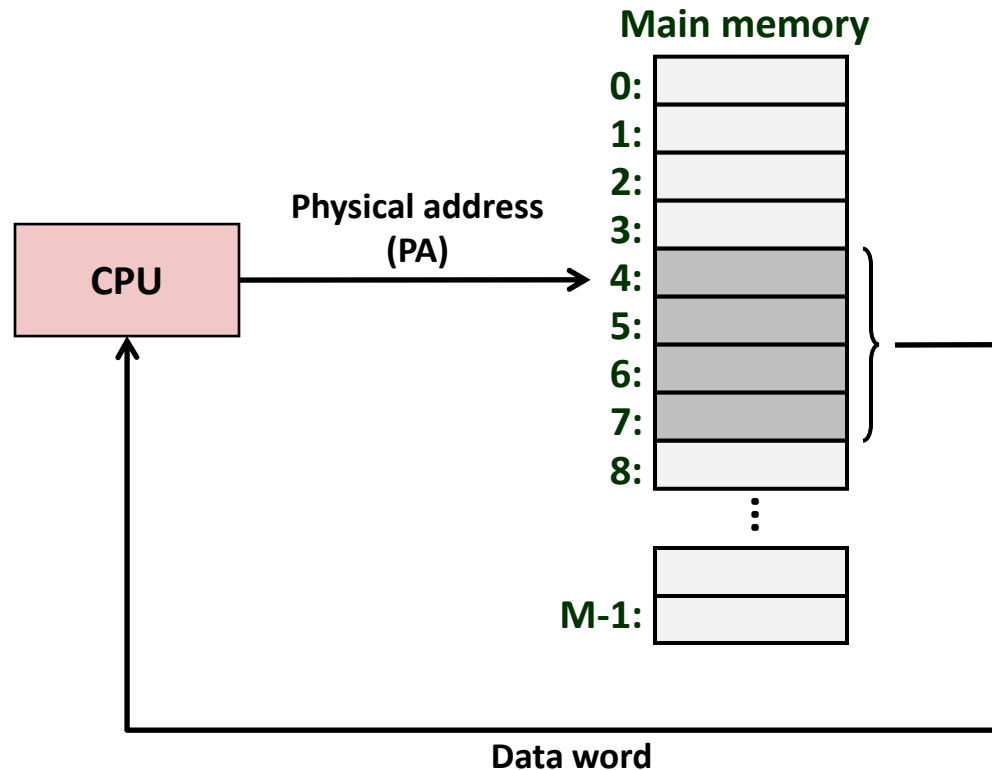 Main memory
0:
1:
2:
Physical address
(PA)
3:
CPU
4:
5:
6:
7:
8:
⋮
M-1:
Data word